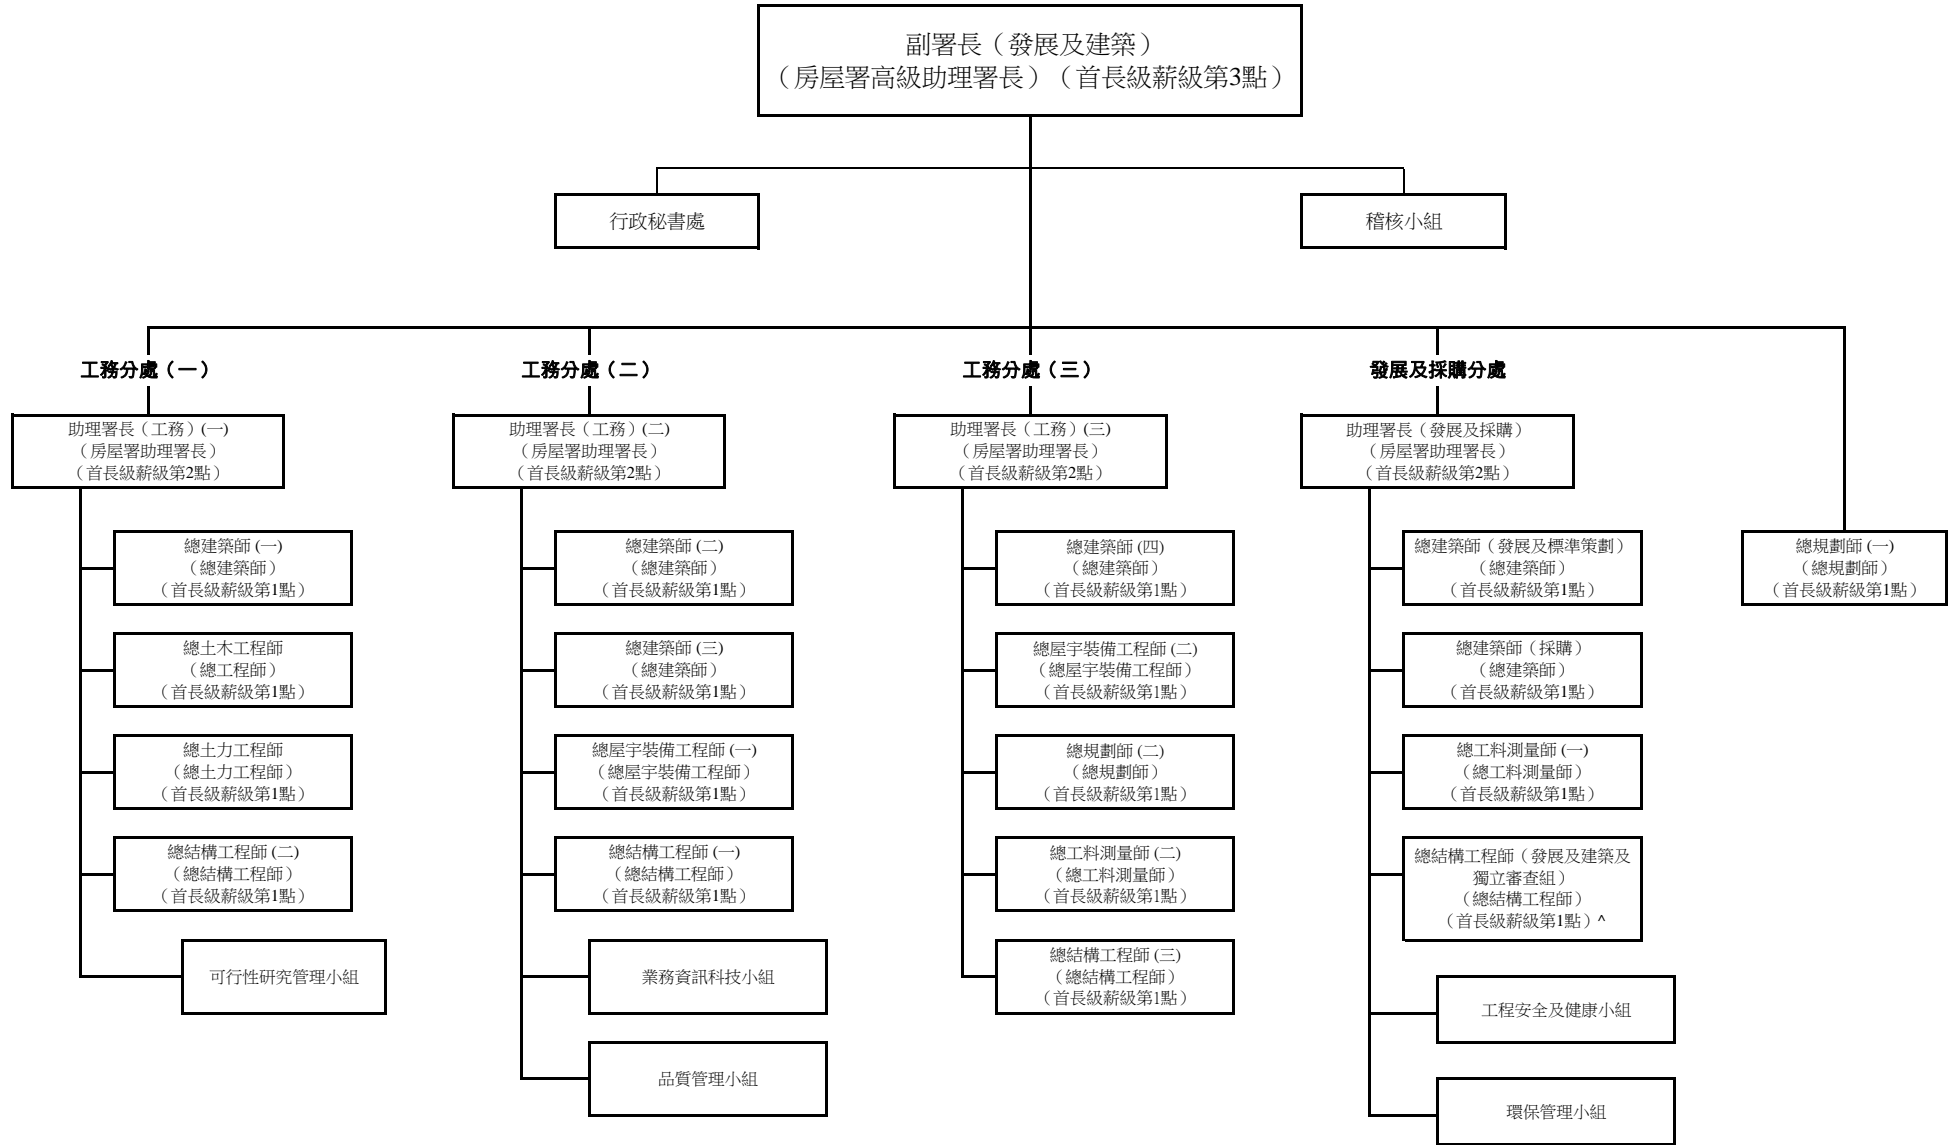 副署長（發展及建築）
（房屋署高級助理署長）（首長級薪級第3點）
行政秘書處
稽核小組
工務分處（一）
助理署長（工務）(一)
（房屋署助理署長）
（首長級薪級第2點）
總建築師 (一)
（總建築師）
（首長級薪級第1點）
總土木工程師
（總工程師）
（首長級薪級第1點）
總土力工程師
（總土力工程師）
（首長級薪級第1點）
總結構工程師 (二)
（總結構工程師）
（首長級薪級第1點）
可行性研究管理小組
工務分處（二）
助理署長（工務）(二)
（房屋署助理署長）
（首長級薪級第2點）
總建築師 (二)
（總建築師）
（首長級薪級第1點）
總建築師 (三)
（總建築師）
（首長級薪級第1點）
總屋宇裝備工程師 (一)
（總屋宇裝備工程師）
（首長級薪級第1點）
總結構工程師 (一)
（總結構工程師）
（首長級薪級第1點）
業務資訊科技小組
品質管理小組
工務分處（三）
助理署長（工務）(三)
（房屋署助理署長）
（首長級薪級第2點）
總建築師 (四)
（總建築師）
（首長級薪級第1點）
總屋宇裝備工程師 (二)
（總屋宇裝備工程師）
（首長級薪級第1點）
總規劃師 (二)
（總規劃師）
（首長級薪級第1點）
總工料測量師 (二)
（總工料測量師）
（首長級薪級第1點）
總結構工程師 (三)
（總結構工程師）
（首長級薪級第1點）
發展及採購分處
助理署長（發展及採購）
（房屋署助理署長）
（首長級薪級第2點）
總建築師（發展及標準策劃）
（總建築師）
（首長級薪級第1點）
總建築師（採購）
（總建築師）
（首長級薪級第1點）
總工料測量師 (一)
（總工料測量師）
（首長級薪級第1點）
總結構工程師（發展及建築及
獨立審查組）
（總結構工程師）
（首長級薪級第1點）^
工程安全及健康小組
環保管理小組
總規劃師 (一)
（總規劃師）
（首長級薪級第1點）